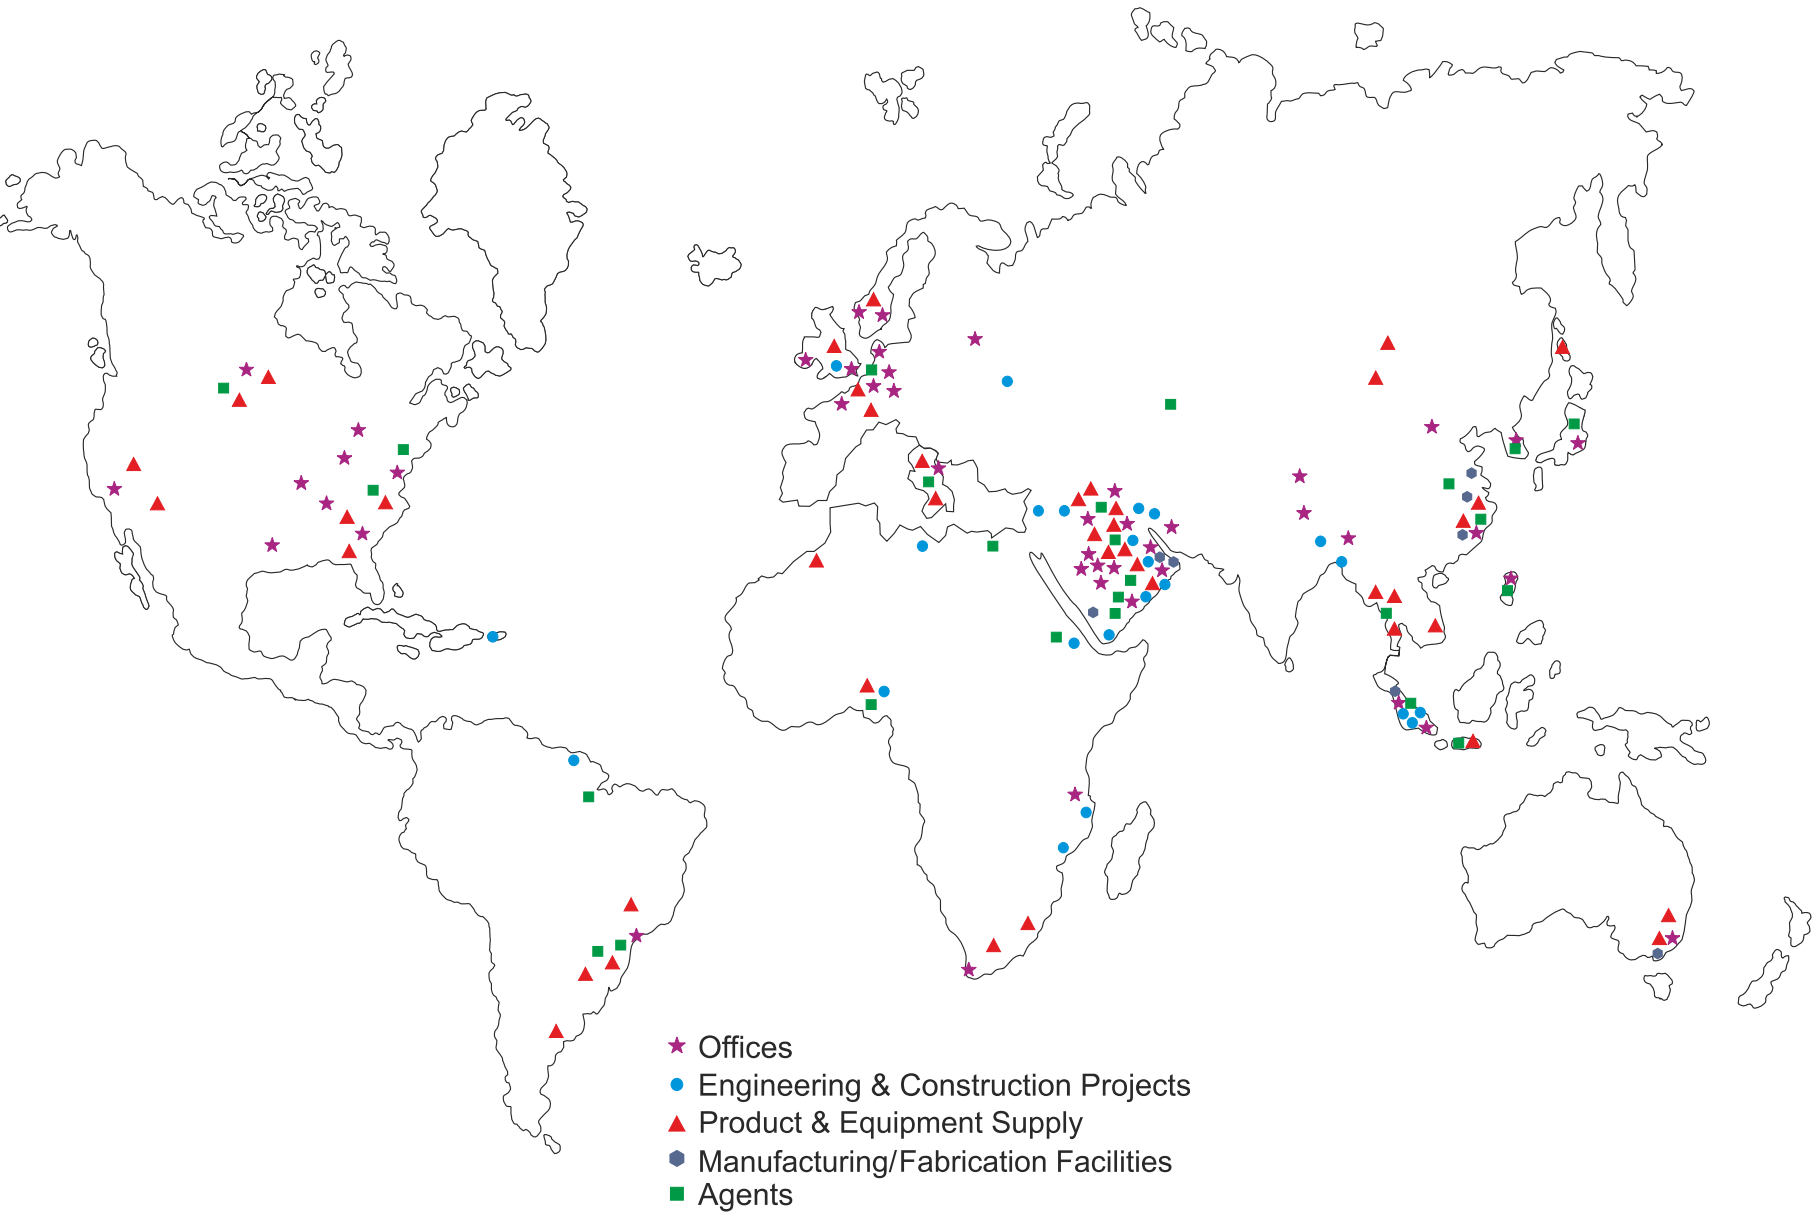 Offices
Engineering & Construction Projects
Product & Equipment Supply
Manufacturing/Fabrication Facilities
Agents